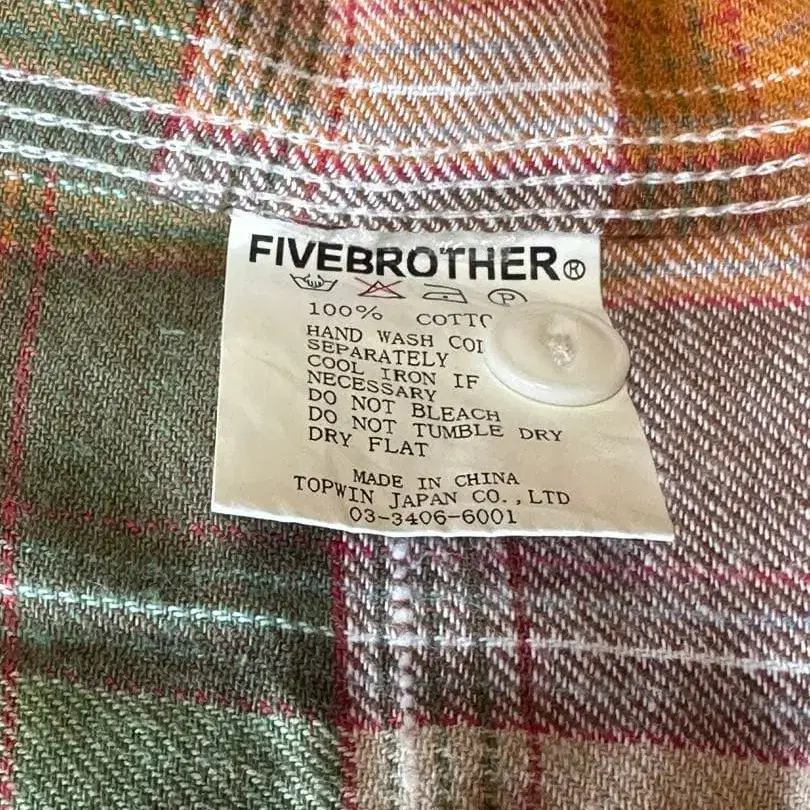 FIVEBROTHER®
P
100% COTTO
HAND WASH COL
SEPARATELY
COOL IRON IF
NECESSARY
DO NOT BLEACH
DO NOT TUMBLE DRY
DRY FLAT
MADE IN CHINA
TOPWIN JAPAN CO.,LTD
03-3406-6001